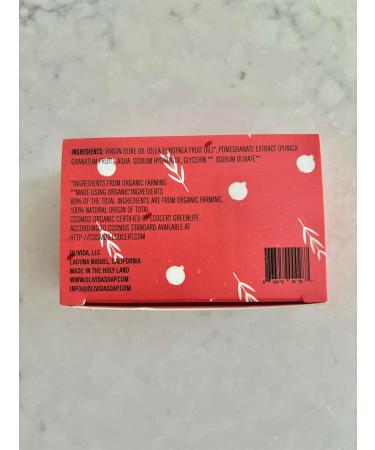 INGREDIENTS: VIRGIN OLIVE OIL (OLEA EUROPAEA FRUIT OIL)*, POMEGRANATE EXTRACT (PUNICA
GRANATUM FRUIT), AQUA, SODIUM HYDROXIDE, GLYCERIN **, SODIUM OLIVATE**
*INGREDIENTS FROM ORGANIC FARMING
**MADE USING ORGANIC INGREDIENTS
80% OF THE TOTAL INGREDIENTS ARE FROM ORGANIC FARMING.
100% NATURAL ORIGIN OF TOTAL
COSMOS ORGANIC CERTIFIED BY ECOCERT GREENLIFE
ACCORDING TO COSMOS STANDARD AVAILABLE AT
HTTP://COSMOS.ECOCERT.COM
OLIVIDA, LLC
LAGUNA NIGUEL, CALIFORNIA
MADE IN THE HOLY LAND
WWW.OLIVIDASOAP.COM
INFO@OLIVIDASOAP.COM